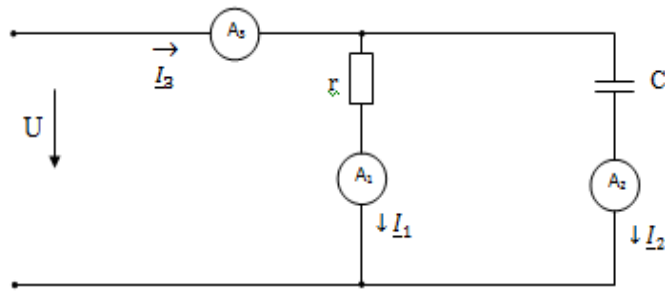 A₃
I₃
r
C
U
A₁
A₂
↓I₁
↓I₂